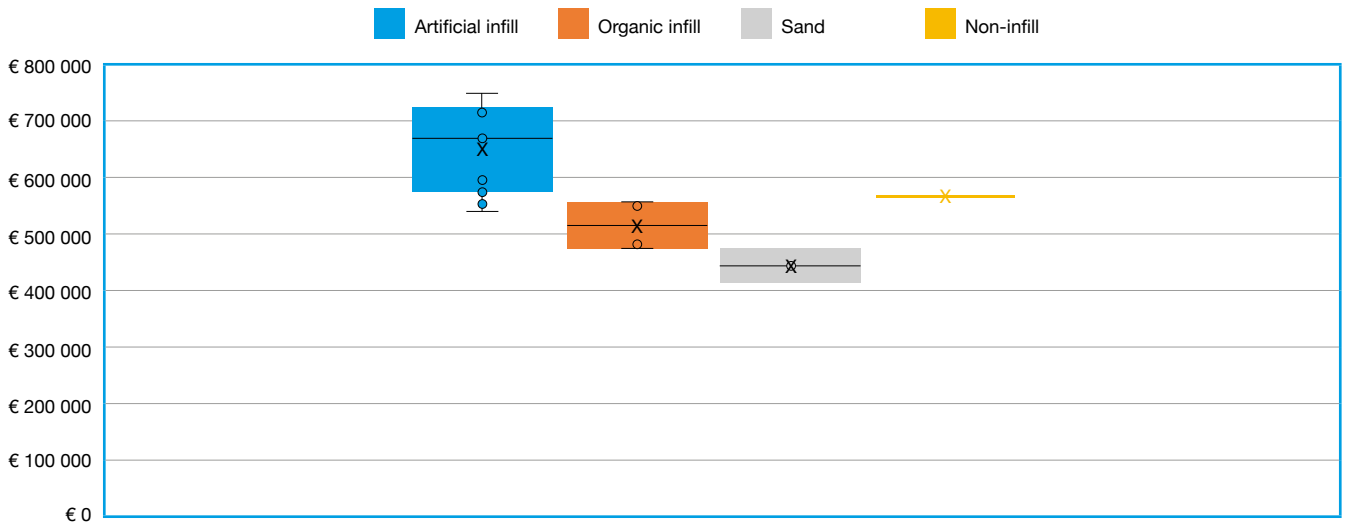 Artificial infill Organic infill Sand Non-infill
€ 800 000
€ 700 000
€ 600 000
€ 500 000
€ 400 000
€ 300 000
€ 200 000
€ 100 000
€ 0